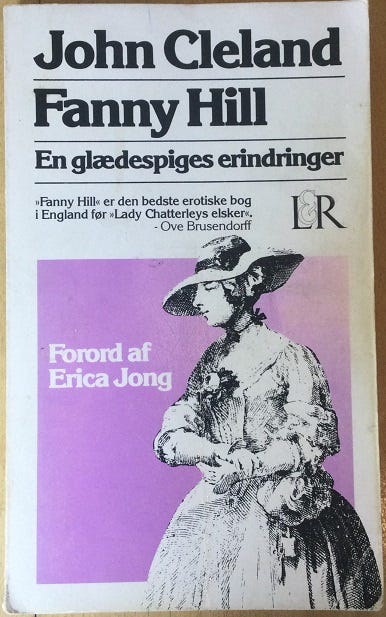 John Cleland
Fanny Hill
En glædespiges erindringer
»Fanny Hill« er den bedste erotiske bog
i England før »Lady Chatterleys elsker«.
- Ove Brusendorff
L&R
Forord af
Erica Jong